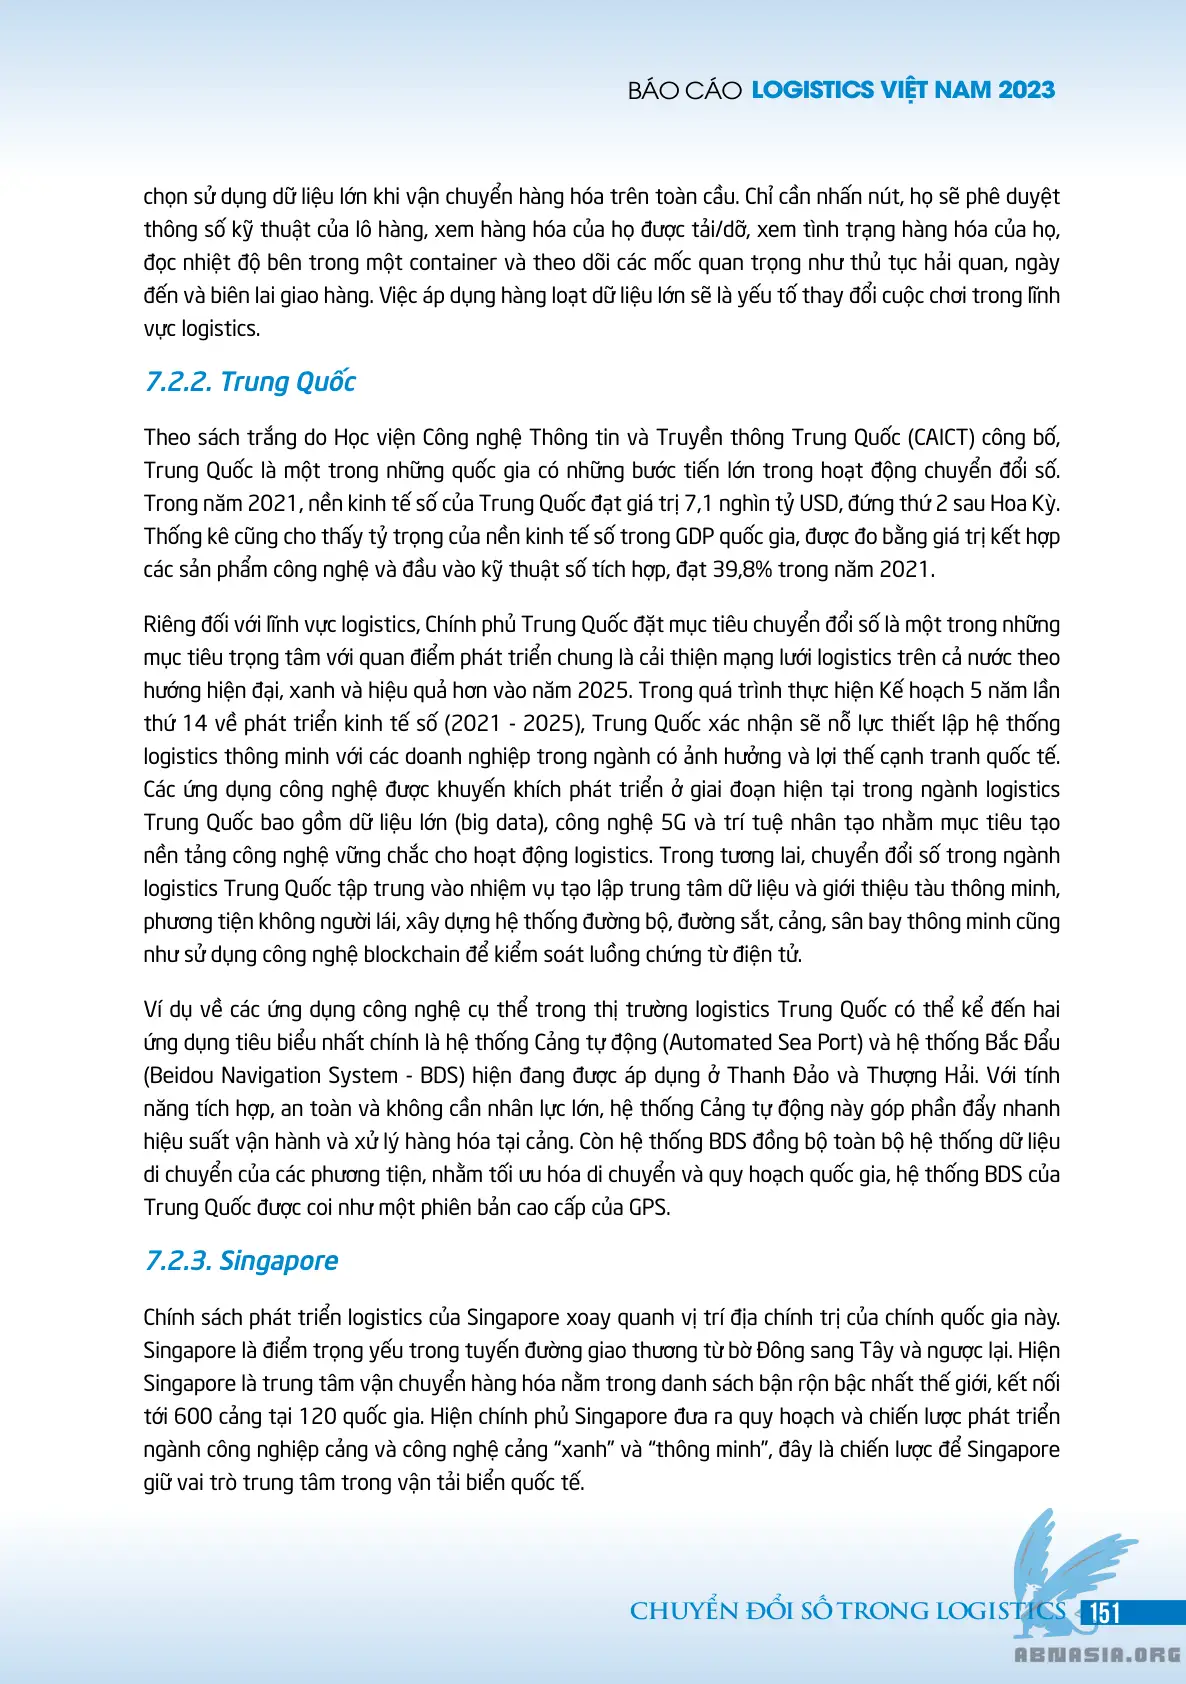 BÁO CÁO LOGISTICS VIỆT NAM 2023
chọn sử dụng dữ liệu lớn khi vận chuyển hàng hóa trên toàn cầu. Chỉ cần nhấn nút, họ sẽ phê duyệt
thông số kỹ thuật của lô hàng, xem hàng hóa của họ được tải/dỡ, xem tình trạng hàng hóa của họ,
đọc nhiệt độ bên trong một container và theo dõi các mốc quan trọng như thủ tục hải quan, ngày
đến và biên lai giao hàng. Việc áp dụng hàng loạt dữ liệu lớn sẽ là yếu tố thay đổi cuộc chơi trong lĩnh
vực logistics.
7.2.2. Trung Quốc
Theo sách trắng do Học viện Công nghệ Thông tin và Truyền thông Trung Quốc (CAICT) công bố,
Trung Quốc là một trong những quốc gia có những bước tiến lớn trong hoạt động chuyển đổi số.
Trong năm 2021, nền kinh tế số của Trung Quốc đạt giá trị 7,1 nghìn tỷ USD, đứng thứ 2 sau Hoa Kỳ.
Thống kê cũng cho thấy tỷ trọng của nền kinh tế số trong GDP quốc gia, được đo bằng giá trị kết hợp
các sản phẩm công nghệ và đầu vào kỹ thuật số tích hợp, đạt 39,8% trong năm 2021.
Riêng đối với lĩnh vực logistics, Chính phủ Trung Quốc đặt mục tiêu chuyển đổi số là một trong những
mục tiêu trọng tâm với quan điểm phát triển chung là cải thiện mạng lưới logistics trên cả nước theo
hướng hiện đại, xanh và hiệu quả hơn vào năm 2025. Trong quá trình thực hiện Kế hoạch 5 năm lần
thứ 14 về phát triển kinh tế số (2021 - 2025), Trung Quốc xác nhận sẽ nỗ lực thiết lập hệ thống
logistics thông minh với các doanh nghiệp trong ngành có ảnh hưởng và lợi thế cạnh tranh quốc tế.
Các ứng dụng công nghệ được khuyến khích phát triển ở giai đoạn hiện tại trong ngành logistics
Trung Quốc bao gồm dữ liệu lớn (big data), công nghệ 5G và trí tuệ nhân tạo nhằm mục tiêu tạo
nền tảng công nghệ vững chắc cho hoạt động logistics. Trong tương lai, chuyển đổi số trong ngành
logistics Trung Quốc tập trung vào nhiệm vụ tạo lập trung tâm dữ liệu và giới thiệu tàu thông minh,
phương tiện không người lái, xây dựng hệ thống đường bộ, đường sắt, cảng, sân bay thông minh cũng
như sử dụng công nghệ blockchain để kiểm soát luồng chứng từ điện tử.
Ví dụ về các ứng dụng công nghệ cụ thể trong thị trường logistics Trung Quốc có thể kể đến hai
ứng dụng tiêu biểu nhất chính là hệ thống Cảng tự động (Automated Sea Port) và hệ thống Bắc Đẩu
(Beidou Navigation System - BDS) hiện đang được áp dụng ở Thanh Đảo và Thượng Hải. Với tính
năng tích hợp, an toàn và không cần nhân lực lớn, hệ thống Cảng tự động này góp phần đẩy nhanh
hiệu suất vận hành và xử lý hàng hóa tại cảng. Còn hệ thống BDS đồng bộ toàn bộ hệ thống dữ liệu
di chuyển của các phương tiện, nhằm tối ưu hóa di chuyển và quy hoạch quốc gia, hệ thống BDS của
Trung Quốc được coi như một phiên bản cao cấp của GPS.
7.2.3. Singapore
Chính sách phát triển logistics của Singapore xoay quanh vị trí địa chính trị của chính quốc gia này.
Singapore là điểm trọng yếu trong tuyến đường giao thương từ bờ Đông sang Tây và ngược lại. Hiện
Singapore là trung tâm vận chuyển hàng hóa nằm trong danh sách bận rộn bậc nhất thế giới, kết nối
tới 600 cảng tại 120 quốc gia. Hiện chính phủ Singapore đưa ra quy hoạch và chiến lược phát triển
ngành công nghiệp cảng và công nghệ cảng “xanh” và “thông minh”, đây là chiến lược để Singapore
giữ vai trò trung tâm trong vận tải biển quốc tế.
CHUYỂN ĐỔI SỐ TRONG LOGISTICS 151
ABMASIA.ORG